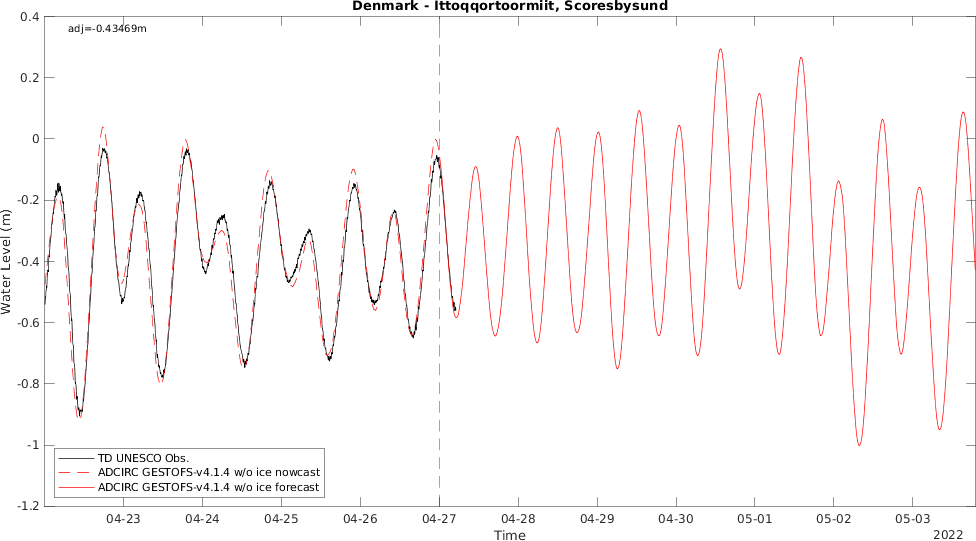 Denmark - Ittoqqortoormiit, Scoresbysund
adj=-0.43469m
0.4
0.2
0
-0.2
-0.4
-0.6
-0.8
-1
-1.2
Water Level (m)
TD UNESCO Obs.
ADCIRC GESTOFS-v4.1.4 w/o ice nowcast
ADCIRC GESTOFS-v4.1.4 w/o ice forecast
04-23 04-24 04-25 04-26 04-27 04-28 04-29 04-30 05-01 05-02 05-03
Time
2022